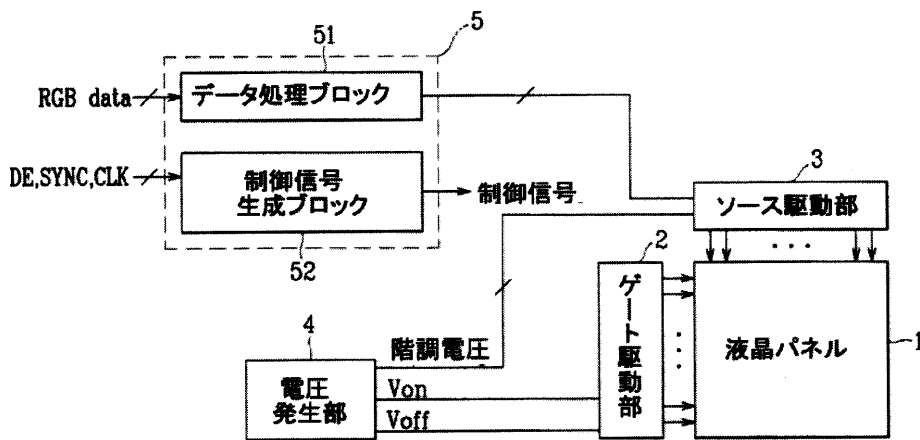 51
5
RGB data
データ処理ブロック
DE,SYNC,CLK
制御信号
生成ブロック
制御信号
52
3
ソース駆動部
2
ゲート駆動部
液晶パネル
1
4
階調電圧
電圧
発生部
Von
Voff